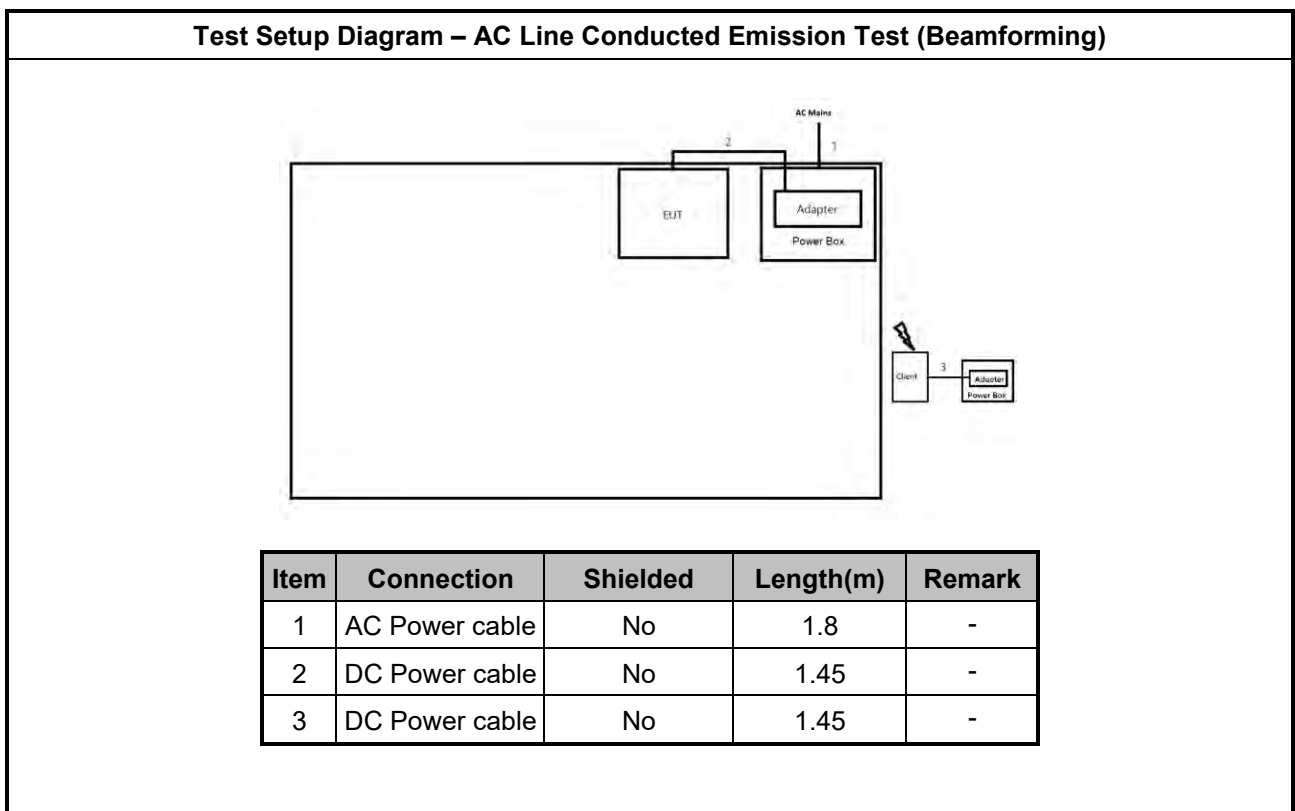 Test Setup Diagram – AC Line Conducted Emission Test (Beamforming)
AC Mains
2
1
EUT
Adapter
Power Box
Client
3
Adapter
Power Box
Item Connection Shielded Length(m) Remark
1 AC Power cable No 1.8 -
2 DC Power cable No 1.45 -
3 DC Power cable No 1.45 -